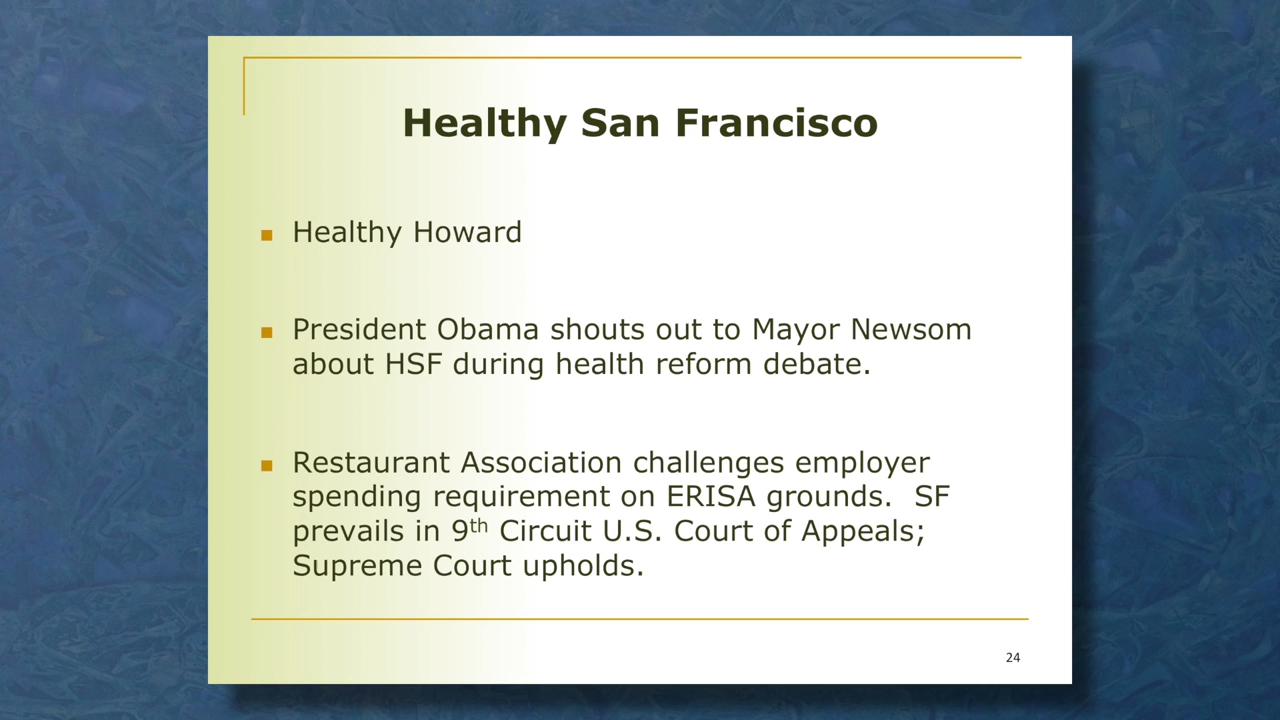 Healthy San Francisco
Healthy Howard
President Obama shouts out to Mayor Newsom
about HSF during health reform debate.
Restaurant Association challenges employer
spending requirement on ERISA grounds.  SF
prevails in 9th Circuit U.S. Court of Appeals;
Supreme Court upholds.
24